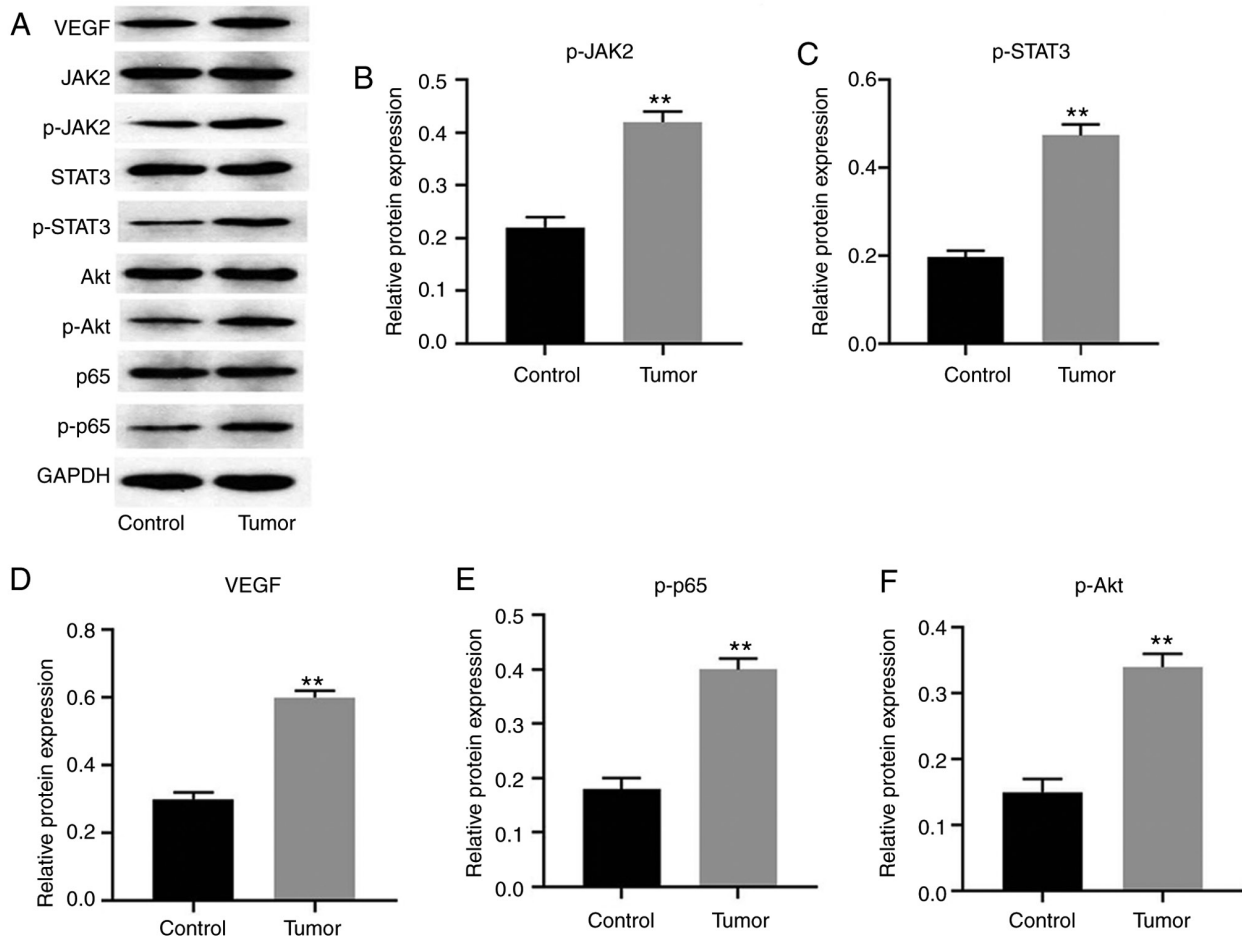 A
VEGF
JAK2
p-JAK2
STAT3
p-STAT3
Akt
p-Akt
p65
p-p65
GAPDH
Control Tumor
B
p-JAK2
Relative protein expression
0.5
0.4
0.3
0.2
0.1
0.0
**
Control Tumor
C
p-STAT3
Relative protein expression
0.6
0.4
0.2
0.0
**
Control Tumor
D
VEGF
Relative protein expression
0.8
0.6
0.4
0.2
0.0
**
Control Tumor
E
p-p65
Relative protein expression
0.5
0.4
0.3
0.2
0.1
0.0
**
Control Tumor
F
p-Akt
Relative protein expression
0.4
0.3
0.2
0.1
0.0
**
Control Tumor